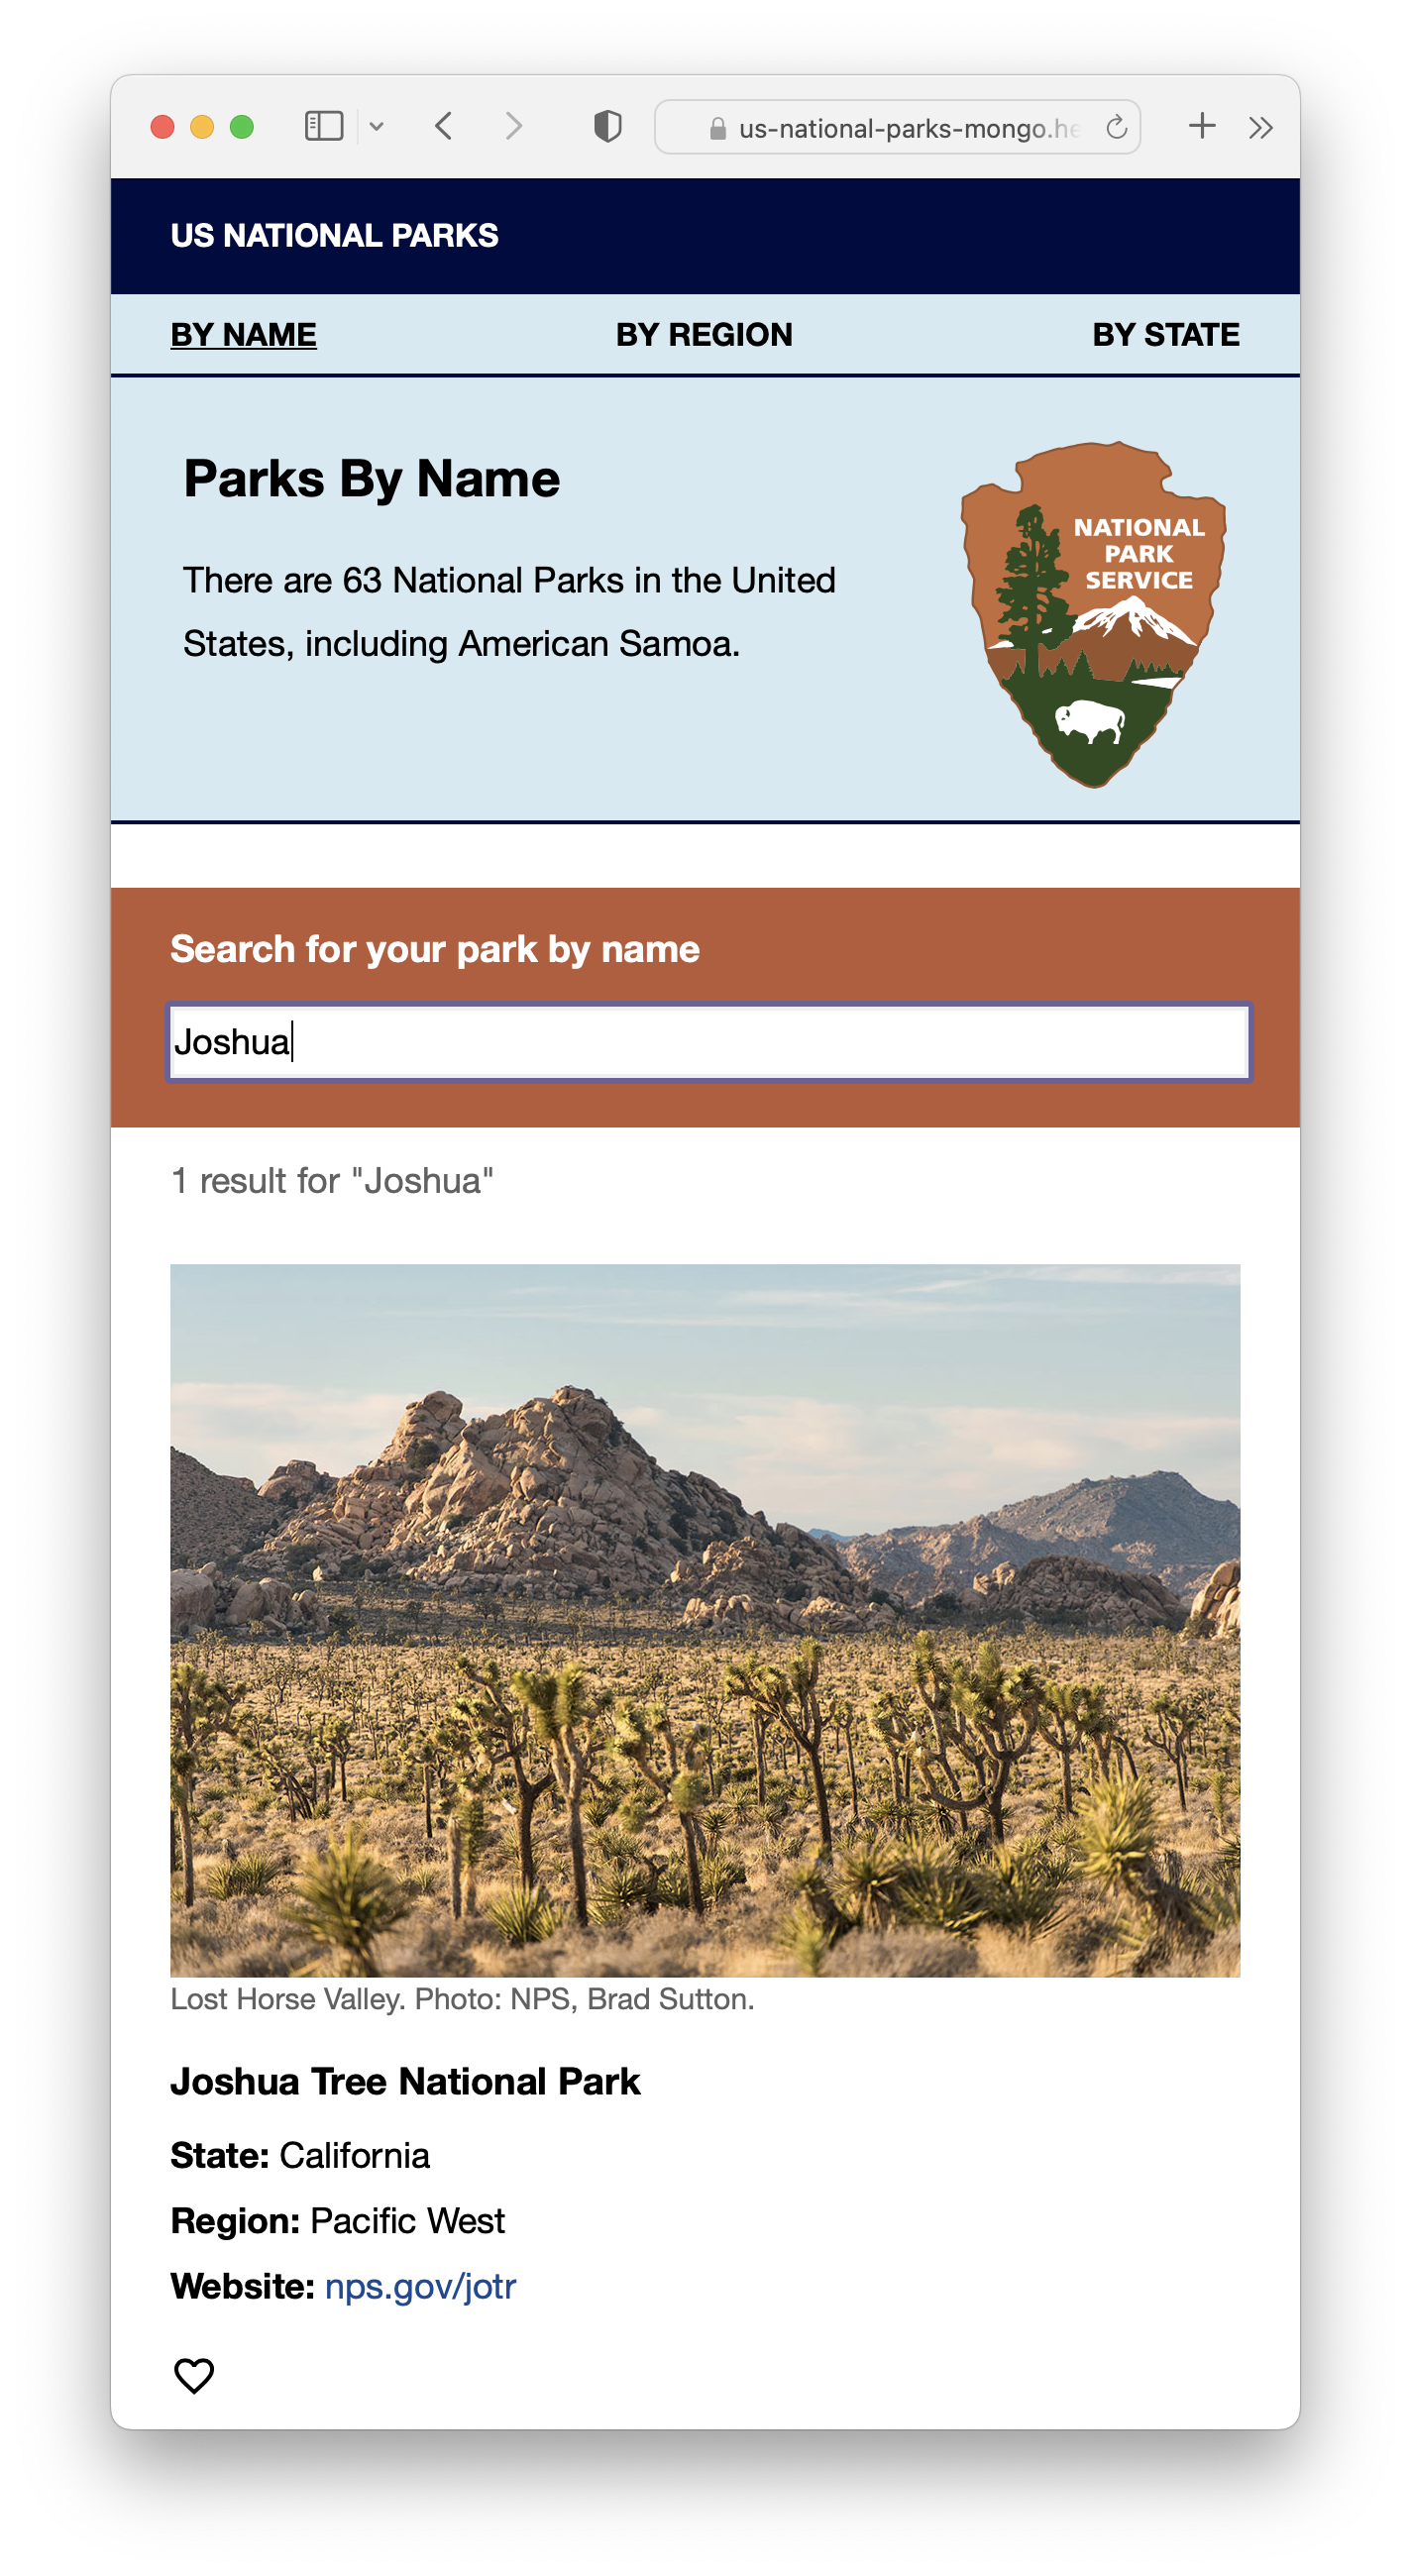 us-national-parks-mongo.he
US NATIONAL PARKS
BY NAME BY REGION BY STATE
Parks By Name
There are 63 National Parks in the United
States, including American Samoa.
NATIONAL
PARK
SERVICE
Search for your park by name
Joshua
1 result for "Joshua"
Lost Horse Valley. Photo: NPS, Brad Sutton.
Joshua Tree National Park
State: California
Region: Pacific West
Website: nps.gov/jotr